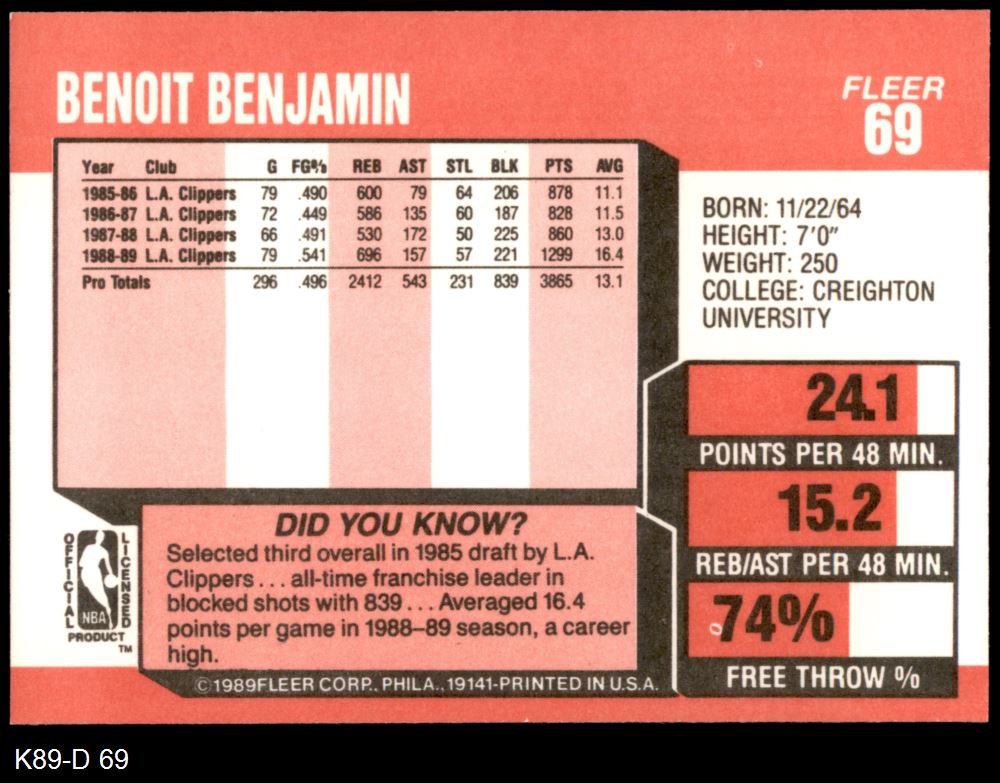 BENOIT BENJAMIN
FLEER
69
Year Club G FG% REB AST STL BLK PTS AVG
1985-86 L.A. Clippers 79 .490 600 79 64 206 878 11.1
1986-87 L.A. Clippers 72 .449 586 135 60 187 828 11.5
1987-88 L.A. Clippers 66 .491 530 172 50 225 860 13.0
1988-89 L.A. Clippers 79 .541 696 157 57 221 1299 16.4
Pro Totals 296 .496 2412 543 231 839 3865 13.1
BORN: 11/22/64
HEIGHT: 7'0"
WEIGHT: 250
COLLEGE: CREIGHTON
UNIVERSITY
24.1
POINTS PER 48 MIN.
15.2
REB/AST PER 48 MIN.
74%
FREE THROW %
DID YOU KNOW?
Selected third overall in 1985 draft by L.A.
Clippers . . . all-time franchise leader in
blocked shots with 839 . . . Averaged 16.4
points per game in 1988–89 season, a career
high.
OFFICIAL
LICENSED
NBA
PRODUCT
TM
©1989FLEER CORP., PHILA., 19141-PRINTED IN U.S.A.
K89-D 69